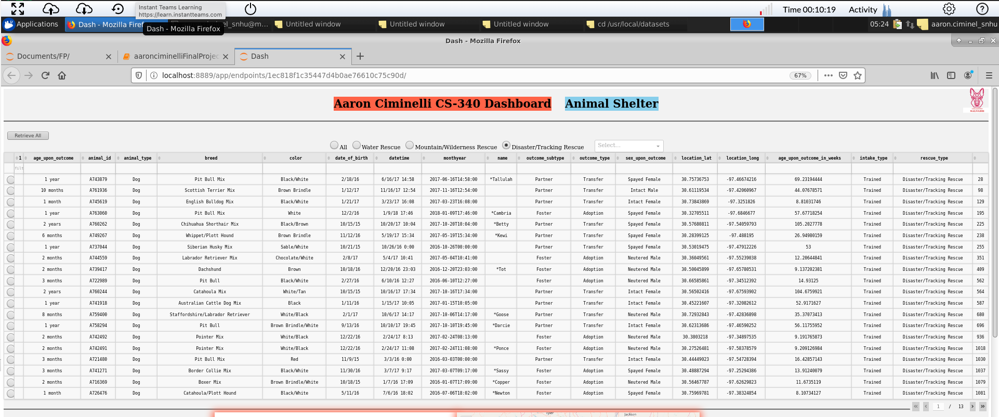 Instant Teams Learning
https://learn.instantteams.com
Time 00:10:19 Activity
Applications Dash - Mozilla Firef ciminel_snhu@m... Untitled window Untitled window Untitled window cd /usr/local/datasets 05:24 aaron.ciminel_snhu
Dash - Mozilla Firefox
Dash - Mozilla Firefox
Documents/FP/ aaronciminelliFinalProjec Dash
localhost:8889/app/endpoints/1ec818f1c35447d4b0ae76610c75c90d/ 67%
Aaron Ciminelli CS-340 Dashboard Animal Shelter
SALVARE
Retrieve All
All Water Rescue Mountain/Wilderness Rescue Disaster/Tracking Rescue Select...
1 age_upon_outcome animal_id animal_type breed color date_of_birth datetime monthyear name outcome_subtype outcome_type sex_upon_outcome location_lat location_long age_upon_outcome_in_weeks intake_type rescue_type
filt
1 year A743879 Dog Pit Bull Mix Black/White 2/18/16 6/16/17 14:58 2017-06-16T14:58:00 *Tallulah Partner Transfer Spayed Female 30.75736753 -97.46674216 69.23194444 Trained Disaster/Tracking Rescue 28
10 months A761936 Dog Scottish Terrier Mix Brown Brindle 1/12/17 11/16/17 12:54 2017-11-16T12:54:00 Partner Transfer Intact Male 30.61119534 -97.42060967 44.07678571 Trained Disaster/Tracking Rescue 98
1 month A745619 Dog English Bulldog Mix Black/White 1/21/17 3/23/17 16:08 2017-03-23T16:08:00 Partner Transfer Intact Female 30.73843869 -97.3251826 8.81031746 Trained Disaster/Tracking Rescue 129
1 year A763060 Dog Pit Bull Mix White 12/2/16 1/9/18 17:46 2018-01-09T17:46:00 *Cambria Foster Adoption Spayed Female 30.32705511 -97.6846677 57.67718254 Trained Disaster/Tracking Rescue 195
2 years A760262 Dog Chihuahua Shorthair Mix Black/Brown 10/15/15 10/20/17 10:04 2017-10-20T10:04:00 *Betty Partner Transfer Spayed Female 30.57680811 -97.54059793 105.2027778 Trained Disaster/Tracking Rescue 225
6 months A749267 Dog Whippet/Plott Hound Brown Brindle 11/12/16 5/19/17 15:34 2017-05-19T15:34:00 *Kewi Partner Transfer Spayed Female 30.28399125 -97.488195 26.94980159 Trained Disaster/Tracking Rescue 238
1 year A737044 Dog Siberian Husky Mix Sable/White 10/21/15 10/26/16 0:00 2016-10-26T00:00:00 Partner Transfer Spayed Female 30.53019475 -97.47912226 53 Trained Disaster/Tracking Rescue 255
2 months A744559 Dog Labrador Retriever Mix Chocolate/White 2/8/17 5/4/17 10:41 2017-05-04T10:41:00 Foster Adoption Neutered Male 30.36049561 -97.55239038 12.20644841 Trained Disaster/Tracking Rescue 351
2 months A739417 Dog Dachshund Brown 10/18/16 12/20/16 23:03 2016-12-20T23:03:00 *Tot Foster Adoption Neutered Male 30.50045899 -97.65780531 9.137202381 Trained Disaster/Tracking Rescue 409
3 months A722989 Dog Pit Bull Black/White 2/27/16 6/10/16 12:27 2016-06-10T12:27:00 Foster Adoption Neutered Male 30.66585861 -97.34512392 14.93125 Trained Disaster/Tracking Rescue 562
2 years A760244 Dog Catahoula Mix White/Tan 10/15/15 10/16/17 17:34 2017-10-16T17:34:00 Partner Transfer Intact Female 30.56502416 -97.67593902 104.6759921 Trained Disaster/Tracking Rescue 564
1 year A741918 Dog Australian Cattle Dog Mix Black 1/11/16 1/15/17 10:05 2017-01-15T10:05:00 Partner Transfer Intact Female 30.45221607 -97.32082612 52.9171627 Trained Disaster/Tracking Rescue 587
8 months A759400 Dog Staffordshire/Labrador Retriever White/Black 2/1/17 10/6/17 14:17 2017-10-06T14:17:00 *Goose Partner Transfer Neutered Male 30.72932843 -97.42836898 35.37073413 Trained Disaster/Tracking Rescue 680
1 year A758294 Dog Pit Bull Brown Brindle/White 9/13/16 10/10/17 19:45 2017-10-10T19:45:00 *Darcie Partner Transfer Intact Female 30.62313686 -97.46590252 56.11755952 Trained Disaster/Tracking Rescue 696
2 months A742492 Dog Pointer Mix White/Black 12/22/16 2/24/17 8:13 2017-02-24T08:13:00 Foster Adoption Neutered Male 30.3803218 -97.34897535 9.191765873 Trained Disaster/Tracking Rescue 936
2 months A742491 Dog Pointer Mix White/Black 12/22/16 2/24/17 11:08 2017-02-24T11:08:00 *Ponce Foster Adoption Neutered Male 30.27526481 -97.58378579 9.209126984 Trained Disaster/Tracking Rescue 1018
3 months A721480 Dog Pit Bull Mix Red 11/9/15 3/3/16 0:00 2016-03-03T00:00:00 Partner Transfer Intact Female 30.44449023 -97.54728394 16.42857143 Trained Disaster/Tracking Rescue 1030
3 months A741271 Dog Border Collie Mix Black/White 11/30/16 3/7/17 9:17 2017-03-07T09:17:00 *Sassy Foster Adoption Spayed Female 30.48887294 -97.25294386 13.91240079 Trained Disaster/Tracking Rescue 1037
2 months A716369 Dog Boxer Mix Brown Brindle/White 10/18/15 1/7/16 17:09 2016-01-07T17:09:00 *Copper Foster Adoption Neutered Male 30.56467787 -97.62629823 11.6735119 Trained Disaster/Tracking Rescue 1079
1 month A726476 Dog Catahoula/Plott Hound Black/White 5/11/16 7/6/16 18:02 2016-07-06T18:02:00 *Newton Foster Adoption Spayed Female 30.75969781 -97.38324854 8.10734127 Trained Disaster/Tracking Rescue 1081
1 / 13
Tyler Jackson